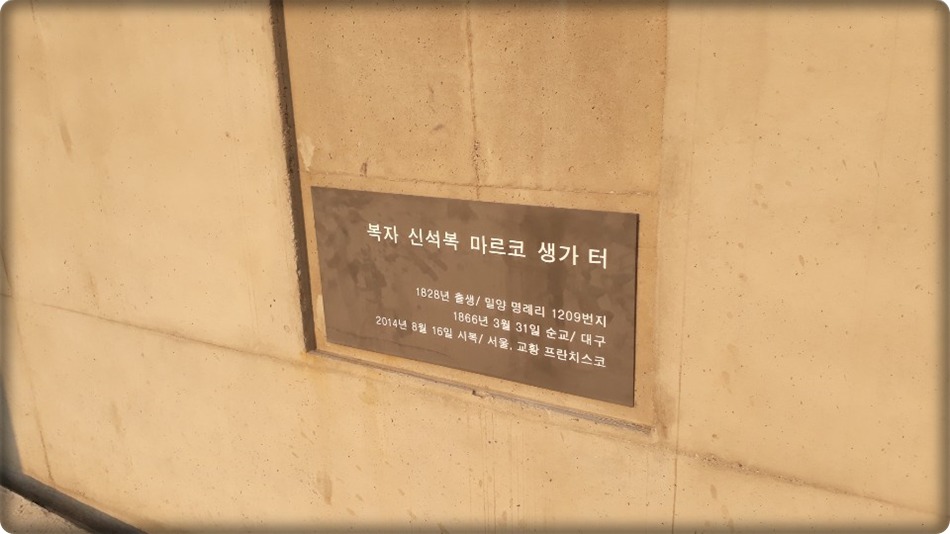 복자 신석복 마르코 생가 터
1828년 출생/ 밀양 명례리 1209번지
1866년 3월 31일 순교/ 대구
2014년 8월 16일 시복/ 서울, 교황 프란치스코